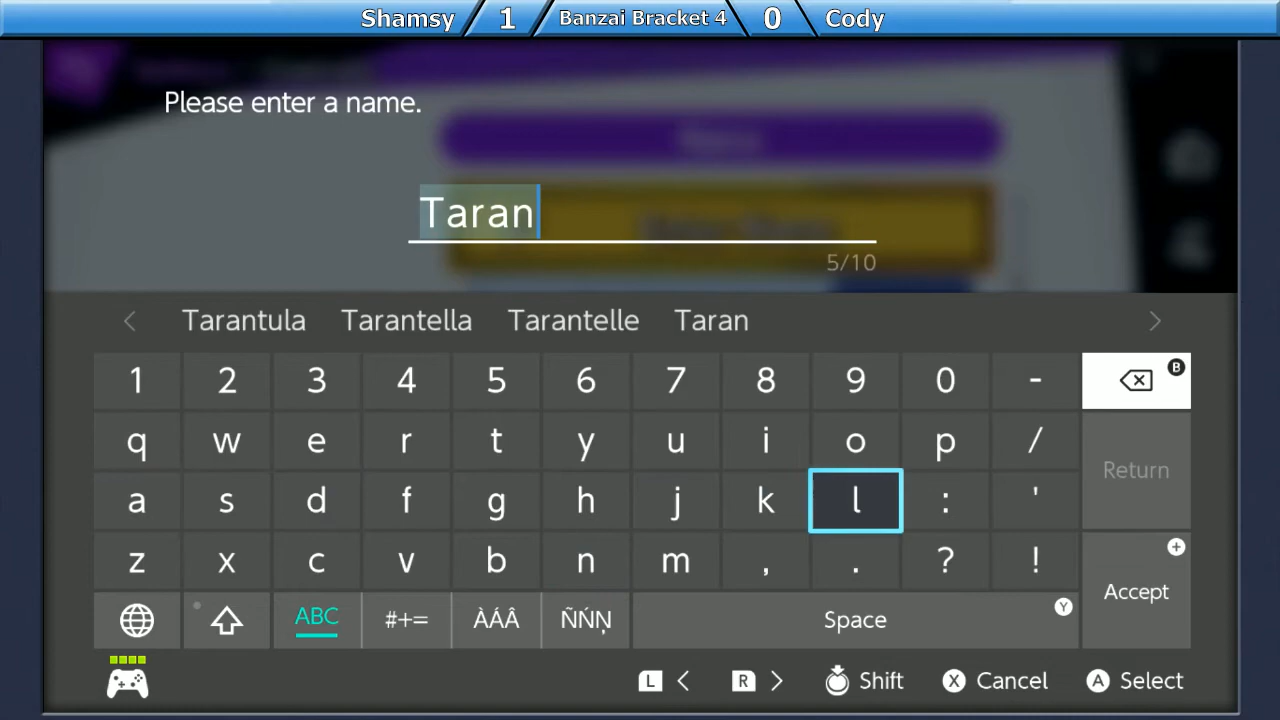 Shamsy 1 Banzai Bracket 4 0 Cody
Please enter a name.
Taran
5/10
Tarantula Tarantella Tarantelle Taran
1 2 3 4 5 6 7 8 9 0 -
q w e r t y u i o p /
Return
a s d f g h j k l : '
z x c v b n m , . ? !
Accept
ABC #+= ÀÁÂ ÑŃŅ Space Y
L < R > Shift X Cancel A Select